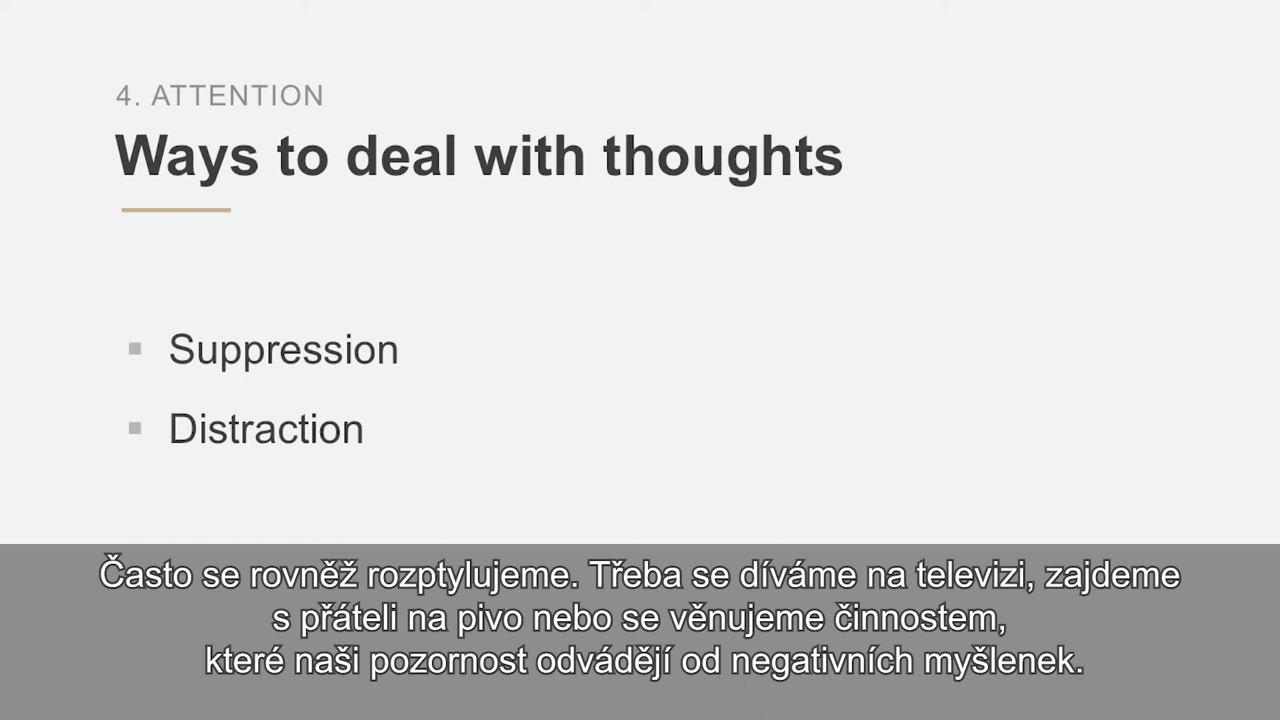 4. ATTENTION
Ways to deal with thoughts
Suppression
Distraction
Často se rovněž rozptylujeme. Třeba se díváme na televizi, zajdeme
s přáteli na pivo nebo se věnujeme činnostem,
které naši pozornost odvádějí od negativních myšlenek.